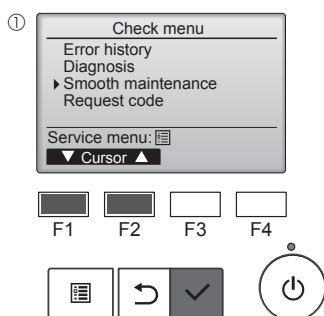 ①
Check menu
Error history
Diagnosis
Smooth maintenance
Request code
Service menu:
▼ Cursor ▲
F1 F2 F3 F4